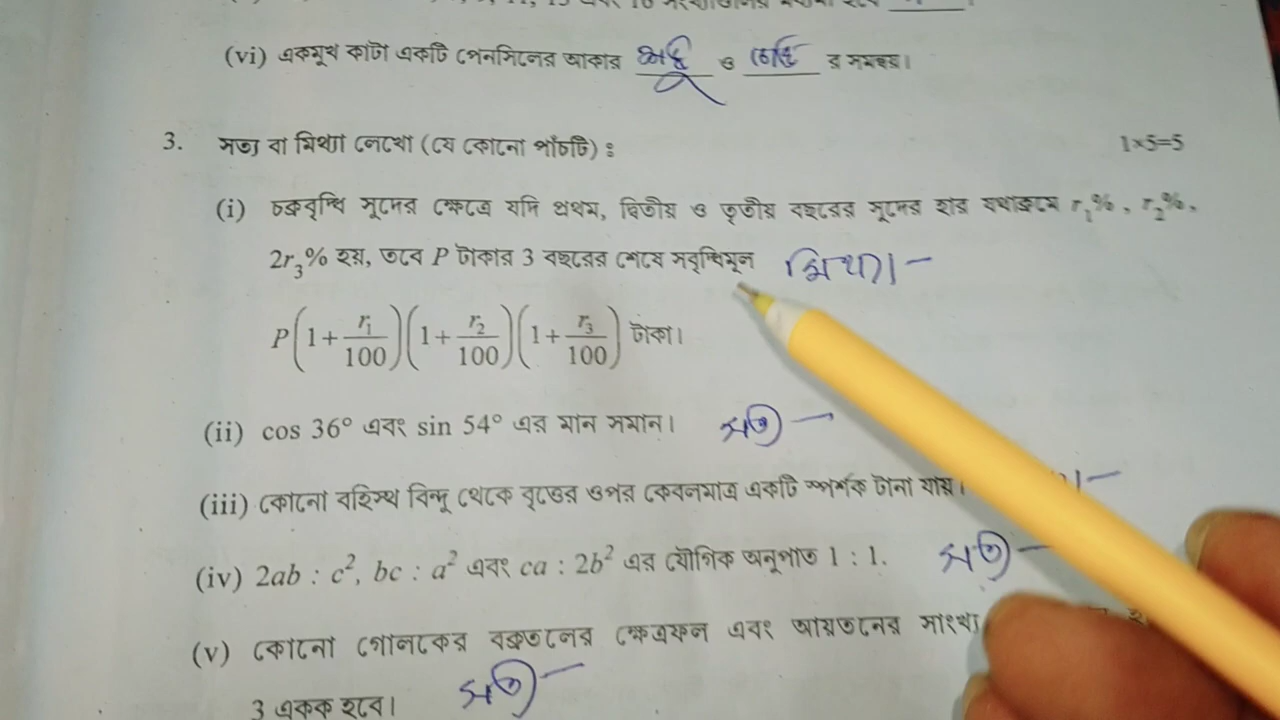 (vi) একমুখ কাটা একটি পেনসিলের আকার শঙ্কু ও চোঙ র সমন্বয়।
3. সত্য বা মিথ্যা লেখো (যে কোনো পাঁচটি) : 1×5=5
(i) চক্রবৃদ্ধি সুদের ক্ষেত্রে যদি প্রথম, দ্বিতীয় ও তৃতীয় বছরের সুদের হার যথাক্রমে r₁%, r₂%,
2r₃% হয়, তবে P টাকার 3 বছরের শেষে সবৃদ্ধিমূল মিথ্যা –
P(1+r₁/100)(1+r₂/100)(1+r₃/100) টাকা।
(ii) cos 36° এবং sin 54° এর মান সমান। সত্য –
(iii) কোনো বহিস্থ বিন্দু থেকে বৃত্তের ওপর কেবলমাত্র একটি স্পর্শক টানা যায়।
(iv) 2ab : c², bc : a² এবং ca : 2b² এর যৌগিক অনুপাত 1 : 1. সত্য –
(v) কোনো গোলকের বক্রতলের ক্ষেত্রফল এবং আয়তনের সাংখ্য
3 একক হবে। সত্য –